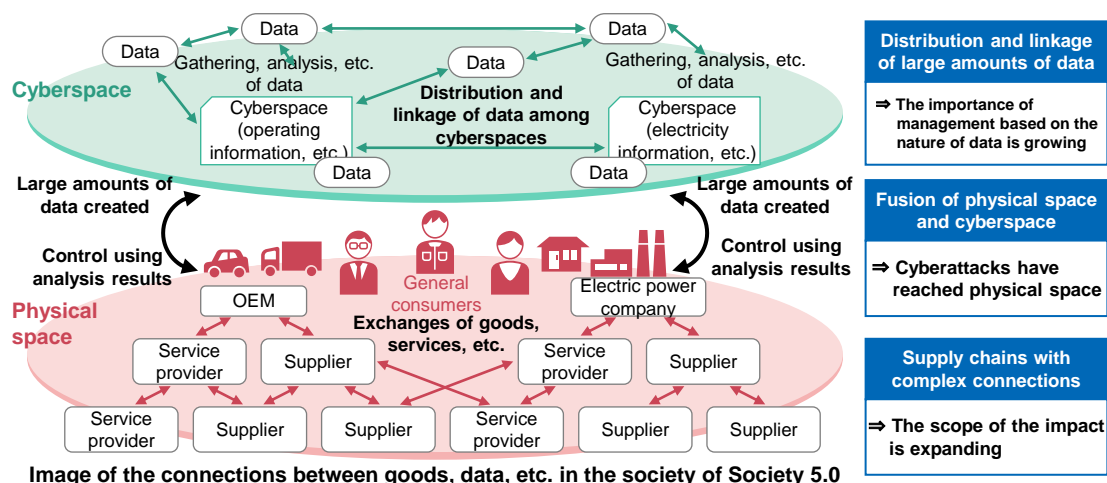 Data
Data
Data
Data
Gathering, analysis, etc.
of data
Gathering, analysis, etc.
of data
Cyberspace
Cyberspace
(operating
information, etc.)
Distribution and
linkage of data among
cyberspaces
Cyberspace
(electricity
information, etc.)
Data
Data
Large amounts of
data created
Large amounts of
data created
Control using
analysis results
Control using
analysis results
General
consumers
OEM
Electric power
company
Physical
space
Exchanges of goods,
services, etc.
Service
provider
Supplier
Service
provider
Supplier
Service
provider
Supplier
Supplier
Service
provider
Supplier
Supplier
Image of the connections between goods, data, etc. in the society of Society 5.0
Distribution and linkage
of large amounts of data
⇒ The importance of
management based on the
nature of data is growing
Fusion of physical space
and cyberspace
⇒ Cyberattacks have
reached physical space
Supply chains with
complex connections
⇒ The scope of the impact
is expanding